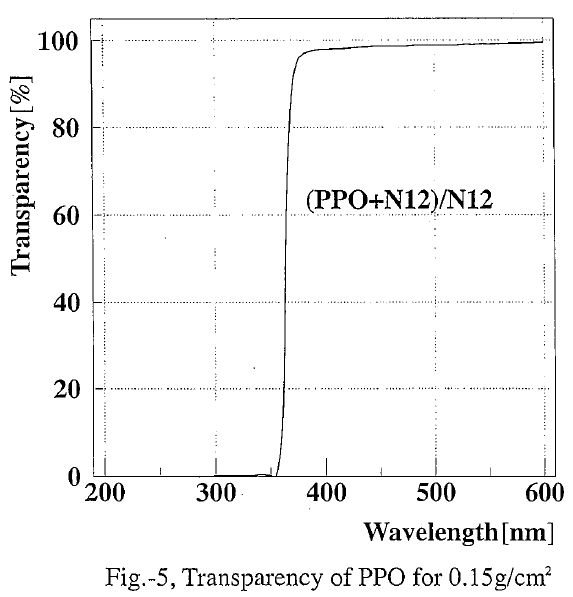 Transparency[%]
100
80
60
40
20
0
(PPO+N12)/N12
200 300 400 500 600
Wavelength[nm]
Fig.-5, Transparency of PPO for 0.15g/cm²